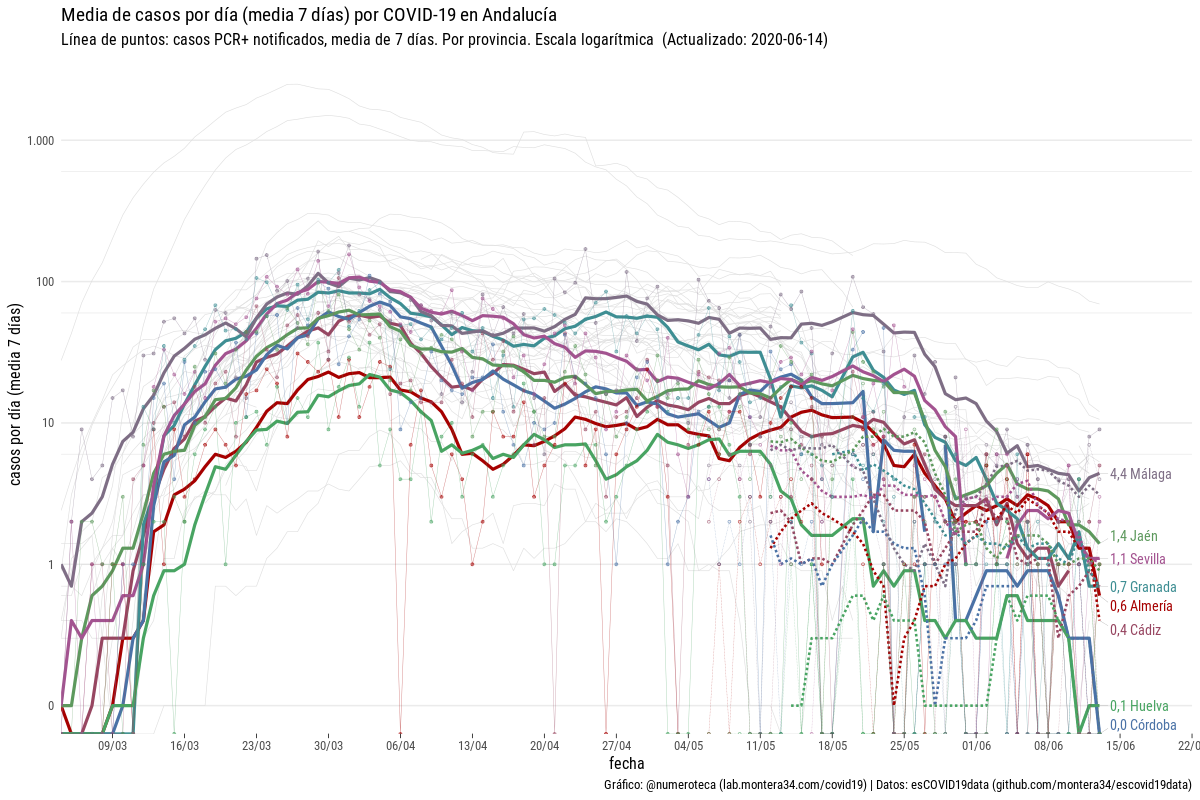 Media de casos por día (media 7 días) por COVID-19 en Andalucía
Línea de puntos: casos PCR+ notificados, media de 7 días. Por provincia. Escala logarítmica  (Actualizado: 2020-06-14)
casos por día (media 7 días)
1.000
100
10
1
0
4,4 Málaga
1,4 Jaén
1,1 Sevilla
0,7 Granada
0,6 Almería
0,4 Cádiz
0,1 Huelva
0,0 Córdoba
09/03 16/03 23/03 30/03 06/04 13/04 20/04 27/04 04/05 11/05 18/05 25/05 01/06 08/06 15/06 22/0
fecha
Gráfico: @numeroteca (lab.montera34.com/covid19) | Datos: esCOVID19data (github.com/montera34/escovid19data)